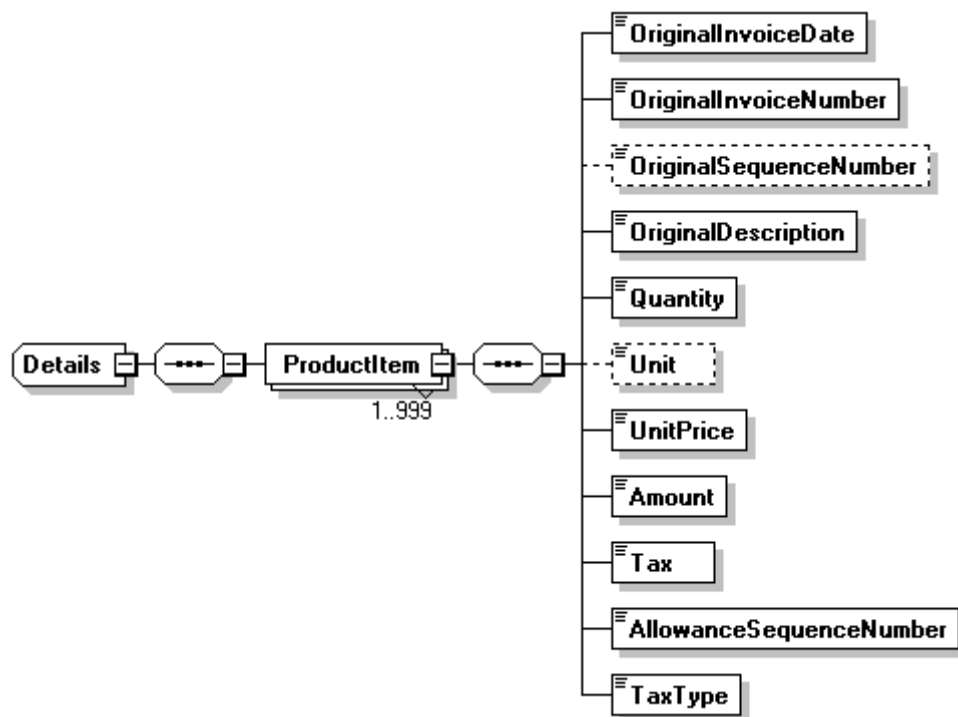 OriginalInvoiceDate
OriginalInvoiceNumber
OriginalSequenceNumber
OriginalDescription
Quantity
Details
ProductItem
1..999
Unit
UnitPrice
Amount
Tax
AllowanceSequenceNumber
TaxType